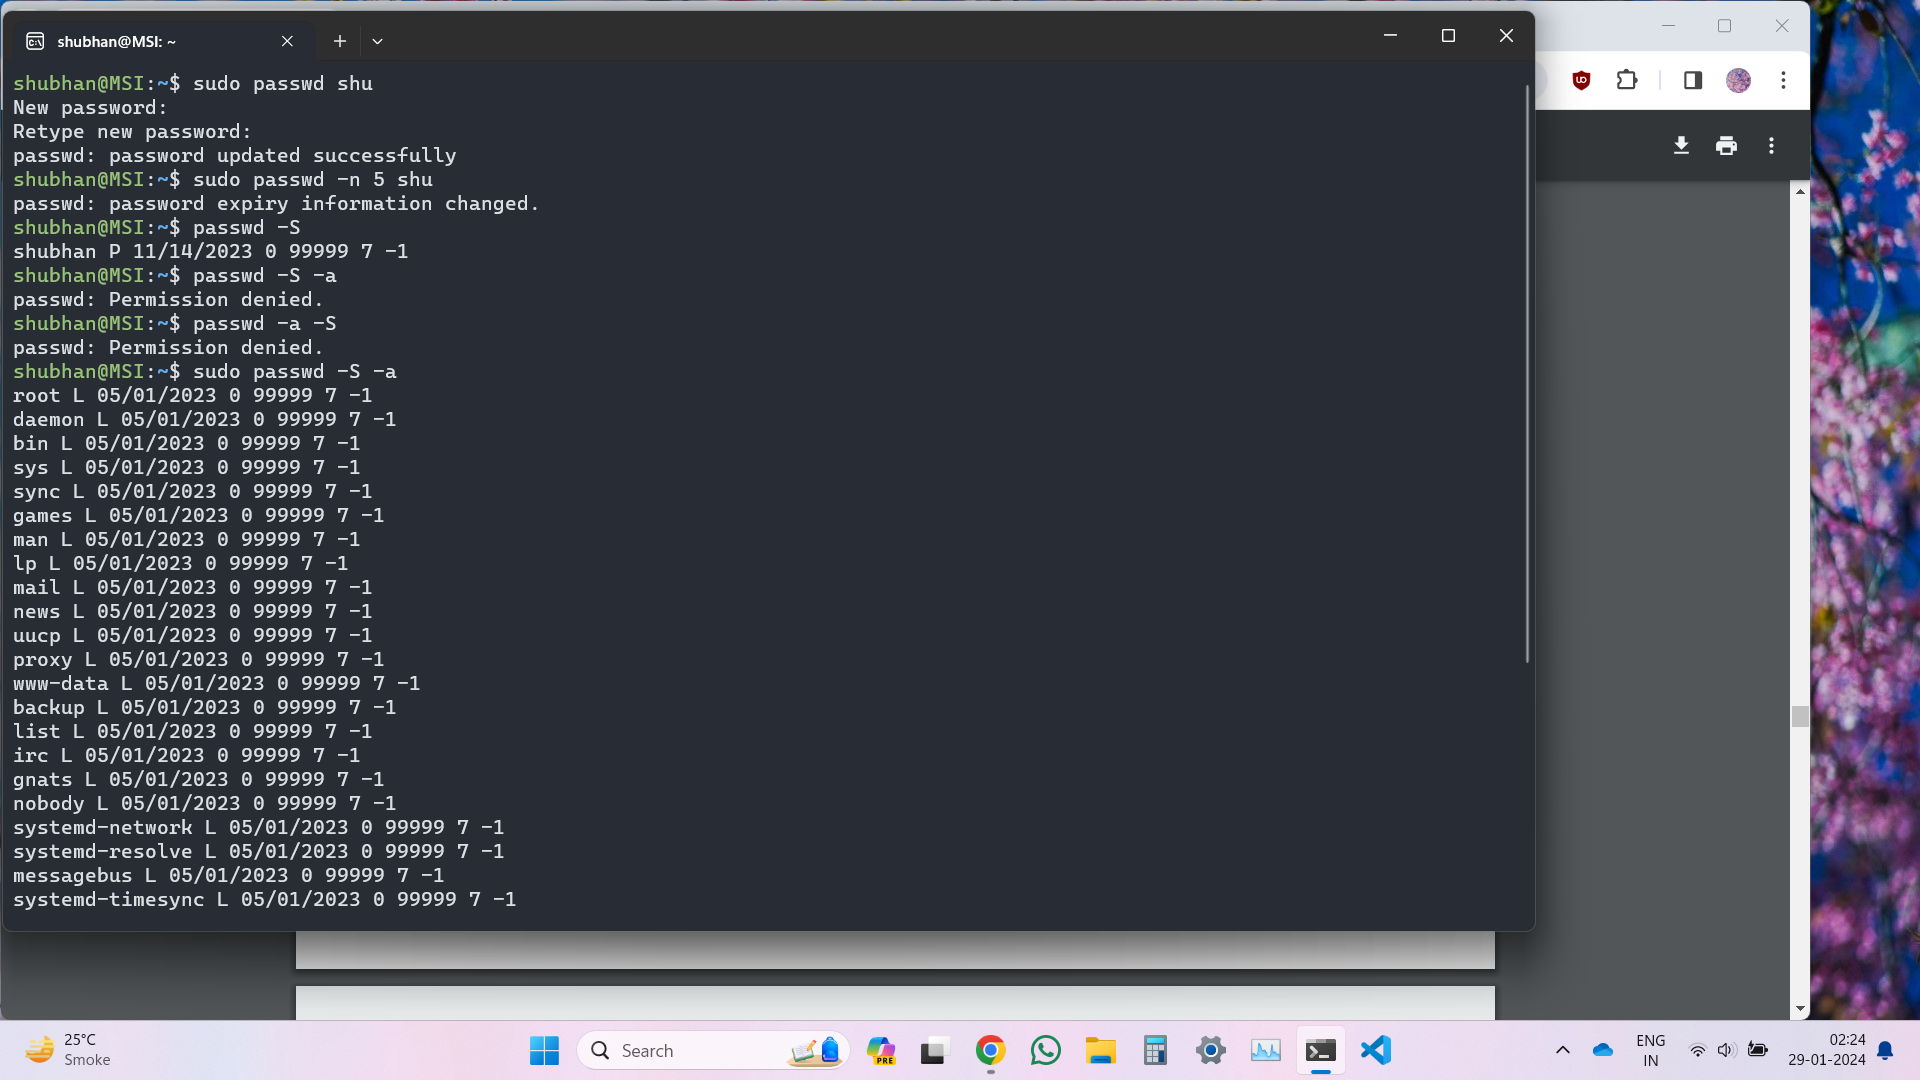 shubhan@MSI: ~
shubhan@MSI:~$ sudo passwd shu
New password:
Retype new password:
passwd: password updated successfully
shubhan@MSI:~$ sudo passwd -n 5 shu
passwd: password expiry information changed.
shubhan@MSI:~$ passwd -S
shubhan P 11/14/2023 0 99999 7 -1
shubhan@MSI:~$ passwd -S -a
passwd: Permission denied.
shubhan@MSI:~$ passwd -a -S
passwd: Permission denied.
shubhan@MSI:~$ sudo passwd -S -a
root L 05/01/2023 0 99999 7 -1
daemon L 05/01/2023 0 99999 7 -1
bin L 05/01/2023 0 99999 7 -1
sys L 05/01/2023 0 99999 7 -1
sync L 05/01/2023 0 99999 7 -1
games L 05/01/2023 0 99999 7 -1
man L 05/01/2023 0 99999 7 -1
lp L 05/01/2023 0 99999 7 -1
mail L 05/01/2023 0 99999 7 -1
news L 05/01/2023 0 99999 7 -1
uucp L 05/01/2023 0 99999 7 -1
proxy L 05/01/2023 0 99999 7 -1
www-data L 05/01/2023 0 99999 7 -1
backup L 05/01/2023 0 99999 7 -1
list L 05/01/2023 0 99999 7 -1
irc L 05/01/2023 0 99999 7 -1
gnats L 05/01/2023 0 99999 7 -1
nobody L 05/01/2023 0 99999 7 -1
systemd-network L 05/01/2023 0 99999 7 -1
systemd-resolve L 05/01/2023 0 99999 7 -1
messagebus L 05/01/2023 0 99999 7 -1
systemd-timesync L 05/01/2023 0 99999 7 -1
25°C
Smoke
Search
PRE
ENG
IN
02:24
29-01-2024